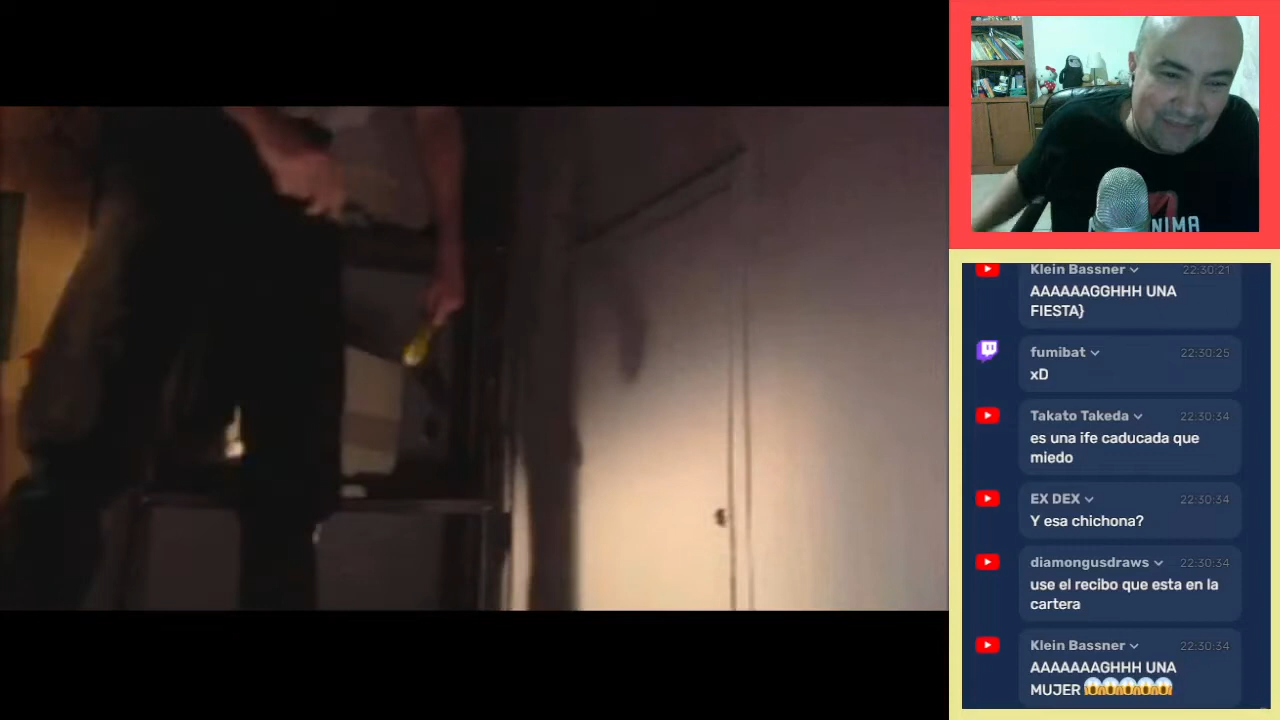 NIMA
Klein Bassner
22:30:21
AAAAAAGGHHH UNA
FIESTA}
fumibat
22:30:25
xD
Takato Takeda
22:30:34
es una ife caducada que
miedo
EX DEX
22:30:34
Y esa chichona?
diamongusdraws
22:30:34
use el recibo que esta en la
cartera
Klein Bassner
22:30:34
AAAAAAAGHHH UNA
MUJER 😱😱😱😱😱